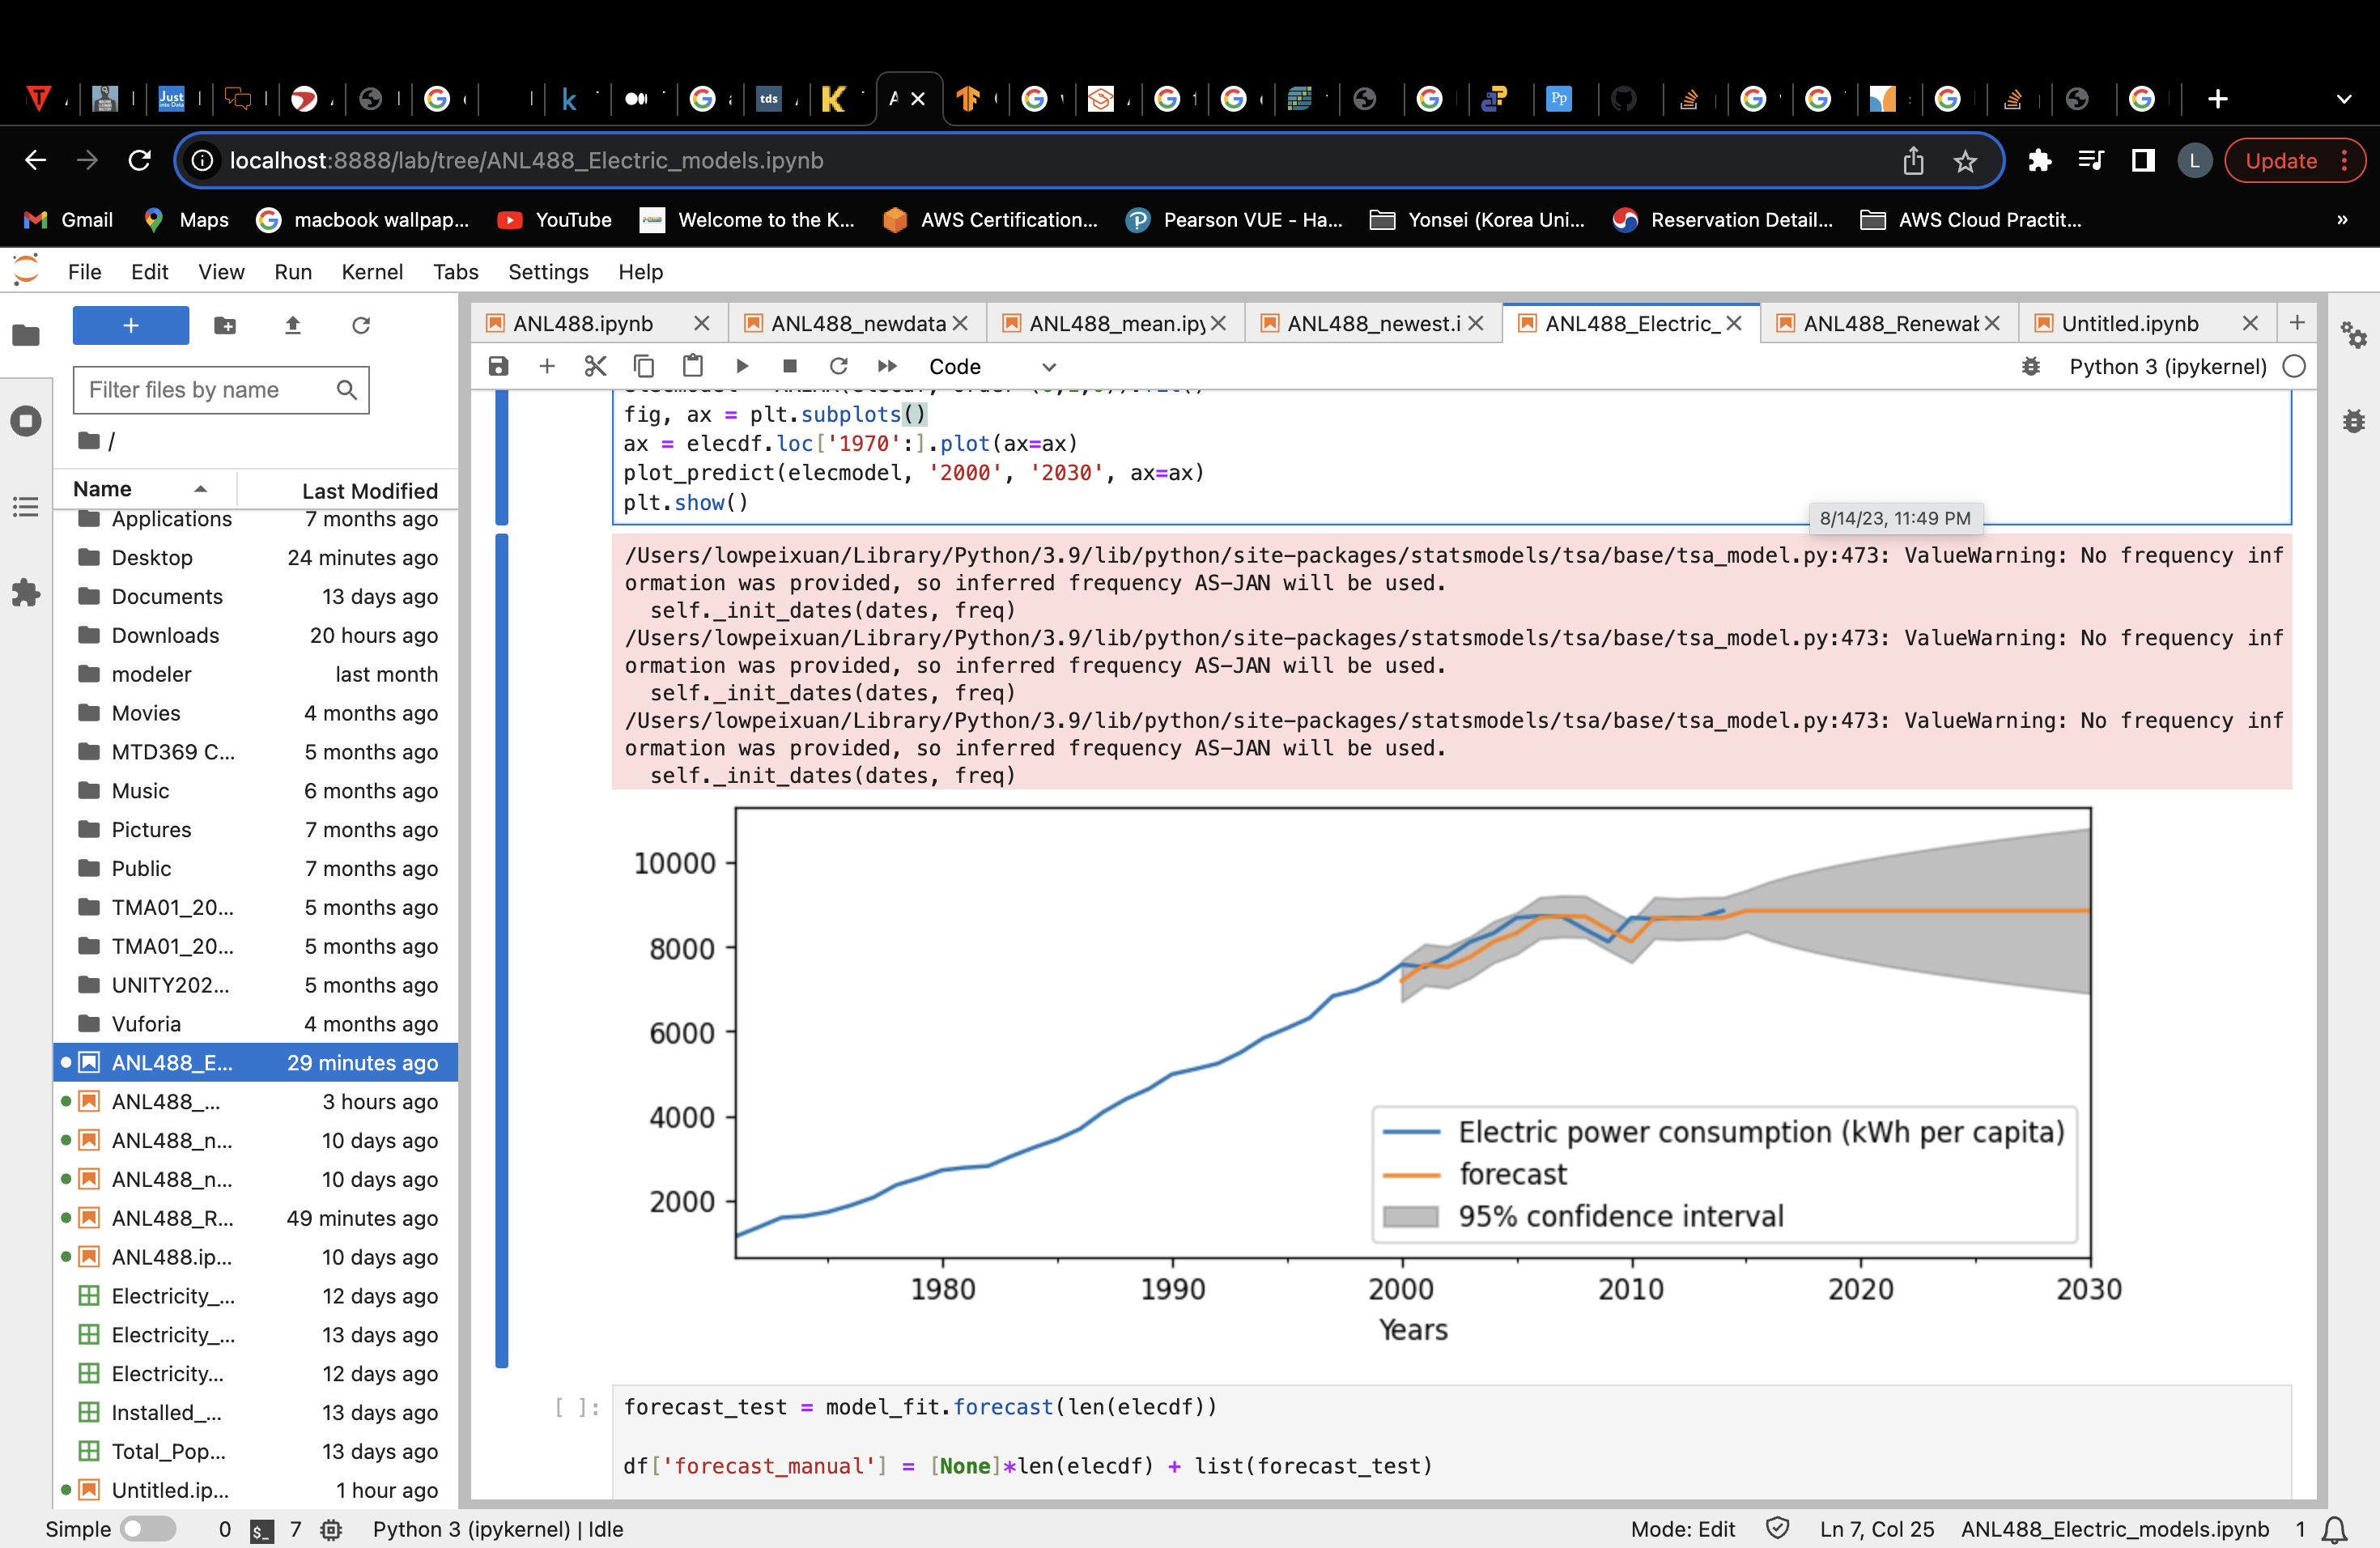 Just
into Data
tds
A
Pp
localhost:8888/lab/tree/ANL488_Electric_models.ipynb
L
Update
Gmail
Maps
macbook wallpap...
YouTube
Welcome to the K...
AWS Certification...
Pearson VUE - Ha...
Yonsei (Korea Uni...
Reservation Detail...
AWS Cloud Practit...
»
File Edit View Run Kernel Tabs Settings Help
Filter files by name
/
Name Last Modified
Applications 7 months ago
Desktop 24 minutes ago
Documents 13 days ago
Downloads 20 hours ago
modeler last month
Movies 4 months ago
MTD369 C... 5 months ago
Music 6 months ago
Pictures 7 months ago
Public 7 months ago
TMA01_20... 5 months ago
TMA01_20... 5 months ago
UNITY202... 5 months ago
Vuforia 4 months ago
ANL488_E... 29 minutes ago
ANL488_... 3 hours ago
ANL488_n... 10 days ago
ANL488_n... 10 days ago
ANL488_R... 49 minutes ago
ANL488.ip... 10 days ago
Electricity_... 12 days ago
Electricity_... 13 days ago
Electricity... 12 days ago
Installed_... 13 days ago
Total_Pop... 13 days ago
Untitled.ip... 1 hour ago
ANL488.ipynb
ANL488_newdata
ANL488_mean.ipy
ANL488_newest.i
ANL488_Electric_
ANL488_Renewab
Untitled.ipynb
Code
Python 3 (ipykernel)
fig, ax = plt.subplots()
ax = elecdf.loc['1970':].plot(ax=ax)
plot_predict(elecmodel, '2000', '2030', ax=ax)
plt.show()
8/14/23, 11:49 PM
/Users/lowpeixuan/Library/Python/3.9/lib/python/site-packages/statsmodels/tsa/base/tsa_model.py:473: ValueWarning: No frequency inf
ormation was provided, so inferred frequency AS-JAN will be used.
self._init_dates(dates, freq)
/Users/lowpeixuan/Library/Python/3.9/lib/python/site-packages/statsmodels/tsa/base/tsa_model.py:473: ValueWarning: No frequency inf
ormation was provided, so inferred frequency AS-JAN will be used.
self._init_dates(dates, freq)
/Users/lowpeixuan/Library/Python/3.9/lib/python/site-packages/statsmodels/tsa/base/tsa_model.py:473: ValueWarning: No frequency inf
ormation was provided, so inferred frequency AS-JAN will be used.
self._init_dates(dates, freq)
10000
8000
6000
4000
2000
Electric power consumption (kWh per capita)
forecast
95% confidence interval
1980 1990 2000 2010 2020 2030
Years
[ ]:
forecast_test = model_fit.forecast(len(elecdf))
df['forecast_manual'] = [None]*len(elecdf) + list(forecast_test)
Simple 0 $_ 7 Python 3 (ipykernel) | Idle
Mode: Edit Ln 7, Col 25 ANL488_Electric_models.ipynb 1